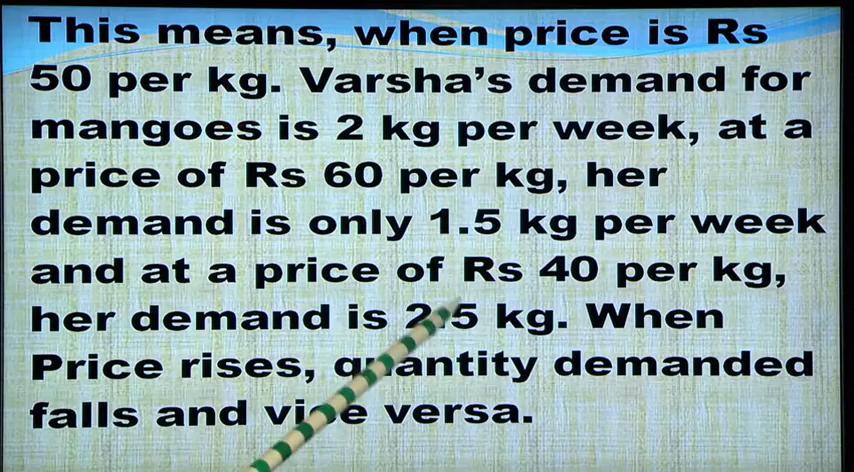 This means, when price is Rs
50 per kg. Varsha's demand for
mangoes is 2 kg per week, at a
price of Rs 60 per kg, her
demand is only 1.5 kg per week
and at a price of Rs 40 per kg,
her demand is 2.5 kg. When
Price rises, quantity demanded
falls and vice versa.